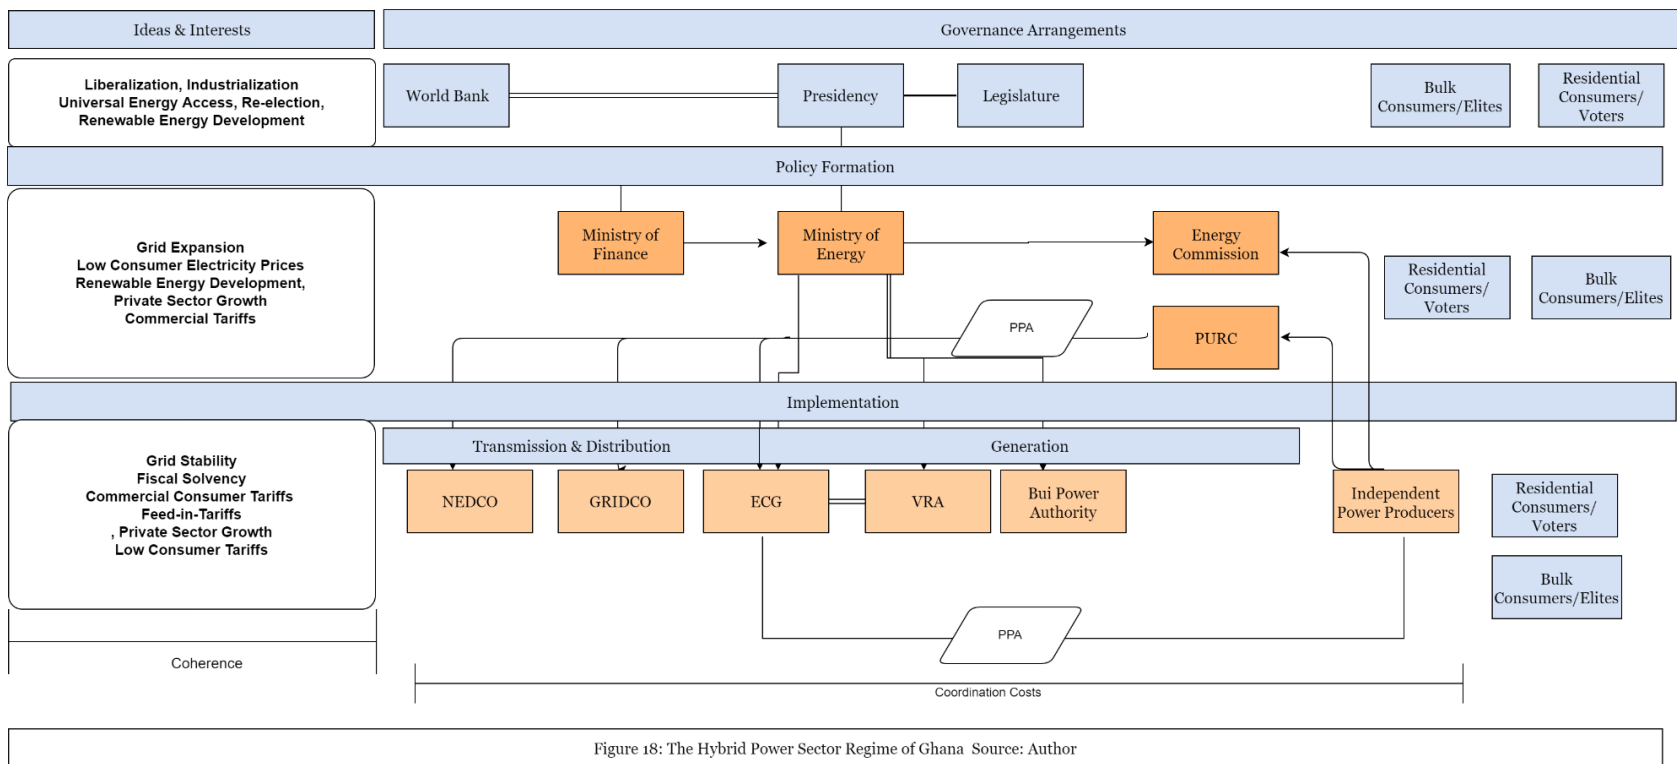 Ideas & Interests
Governance Arrangements
Liberalization, Industrialization
Universal Energy Access, Re-election,
Renewable Energy Development
World Bank
Presidency
Legislature
Bulk
Consumers/Elites
Residential
Consumers/
Voters
Policy Formation
Grid Expansion
Low Consumer Electricity Prices
Renewable Energy Development,
Private Sector Growth
Commercial Tariffs
Ministry of
Finance
Ministry of
Energy
Energy
Commission
Residential
Consumers/
Voters
Bulk
Consumers/Elites
PPA
PURC
Implementation
Transmission & Distribution
Generation
Grid Stability
Fiscal Solvency
Commercial Consumer Tariffs
Feed-in-Tariffs
, Private Sector Growth
Low Consumer Tariffs
NEDCO
GRIDCO
ECG
VRA
Bui Power
Authority
Independent
Power Producers
Residential
Consumers/
Voters
Bulk
Consumers/Elites
PPA
Coherence
Coordination Costs
Figure 18: The Hybrid Power Sector Regime of Ghana Source: Author